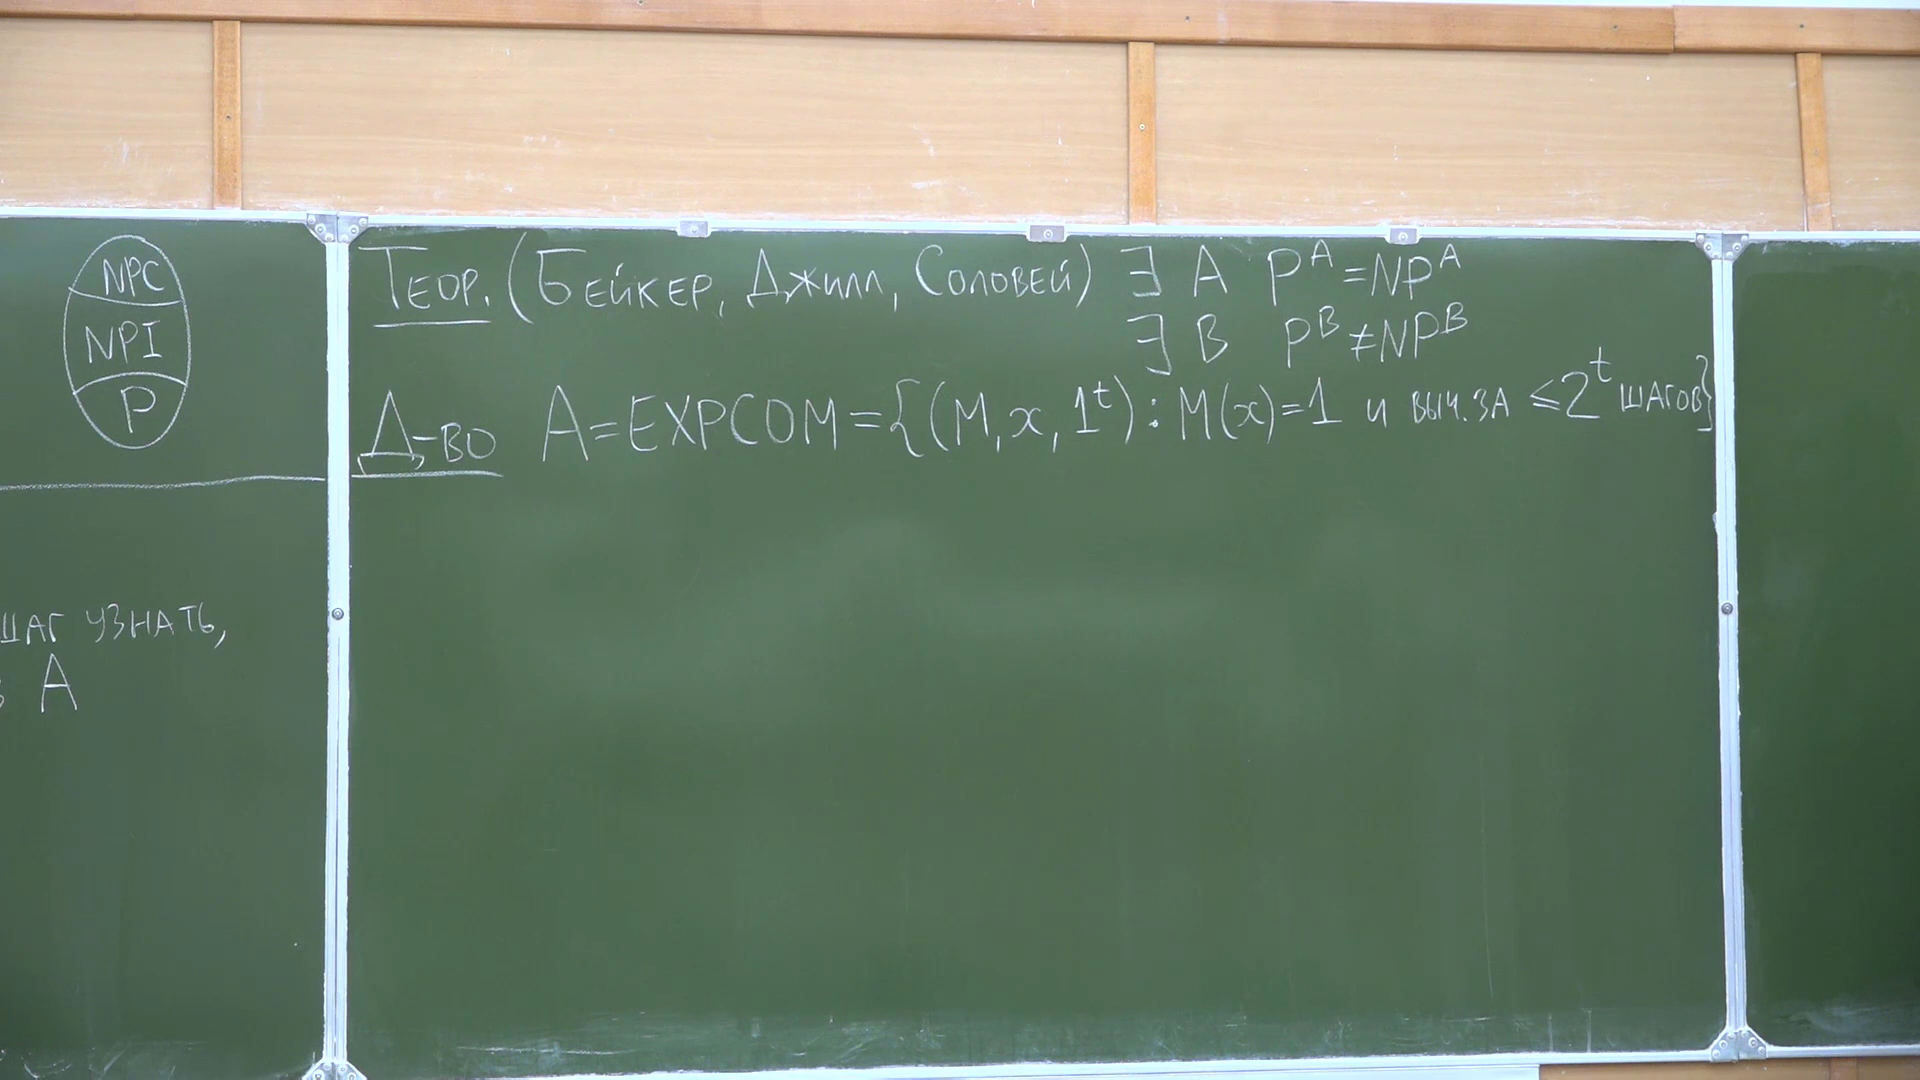 NPC
NPI
P
шаг узнать,
A
Теор. (Бейкер, Джилл, Соловей) ∃ A P^A = NP^A
∃ B P^B ≠ NP^B
Д-во A = EXPCOM = {(M, x, 1^t) : M(x) = 1 и выч. за ≤ 2^t шагов}